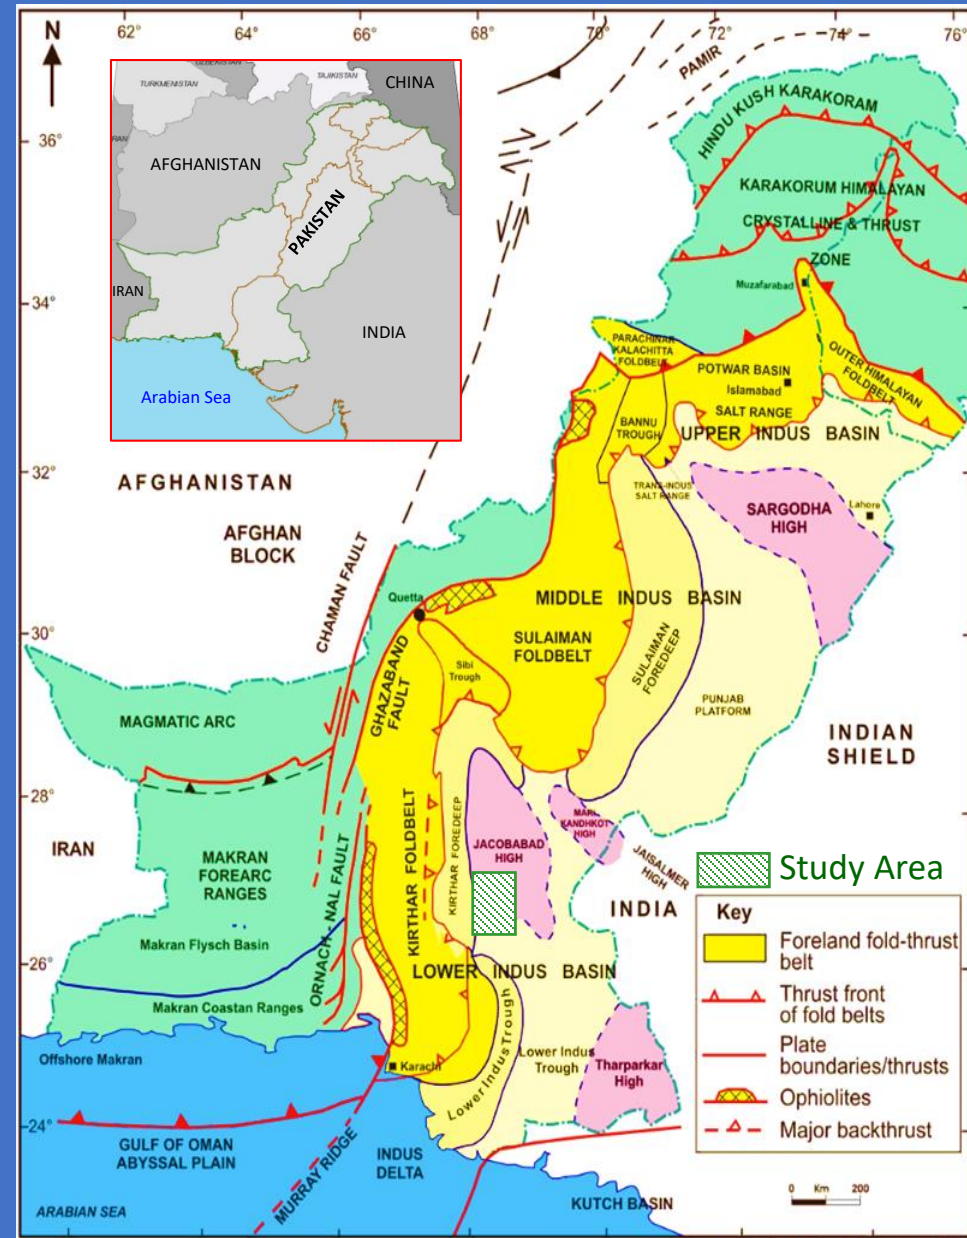 N
62°
64°
66°
68°
70°
72°
74°
76°
36°
34°
32°
30°
28°
26°
24°
UZBEKISTAN
TURKMENISTAN
TAJIKISTAN
CHINA
AFGHANISTAN
PAKISTAN
IRAN
INDIA
Arabian Sea
PAMIR
HINDU KUSH KARAKORAM
KARAKORUM HIMALAYAN
CRYSTALLINE & THRUST
ZONE
Muzafarabad
PARACHINAR
KALACHITTA
FOLDBELT
POTWAR BASIN
Islamabad
OUTER HIMALAYAN
FOLDBELT
SALT RANGE
BANNU
TROUGH
UPPER INDUS BASIN
TRANS-INDUS
SALT RANGE
SARGODHA
HIGH
Lahore
AFGHANISTAN
AFGHAN
BLOCK
CHAMAN FAULT
Quetta
MIDDLE INDUS BASIN
SULAIMAN
FOLDBELT
SULAIMAN
FOREDEEP
Sibi
Trough
GHAZABAND
FAULT
PUNJAB
PLATFORM
INDIAN
SHIELD
MAGMATIC ARC
IRAN
MAKRAN
FOREARC
RANGES
Makran Flysch Basin
Makran Coastan Ranges
ORNACH - NAL FAULT
KIRTHAR FOLDBELT
KIRTHAR FOREDEEP
JACOBABAD
HIGH
MARI
KANDHKOT
HIGH
JAISALMER
HIGH
INDIA
LOWER INDUS BASIN
Offshore Makran
Karachi
Lower Indus Trough
Lower Indus
Trough
Tharparkar
High
GULF OF OMAN
ABYSSAL PLAIN
MURRAY RIDGE
INDUS
DELTA
ARABIAN SEA
KUTCH BASIN
Study Area
Key
Foreland fold-thrust
belt
Thrust front
of fold belts
Plate
boundaries/thrusts
Ophiolites
Major backthrust
0 Km 200